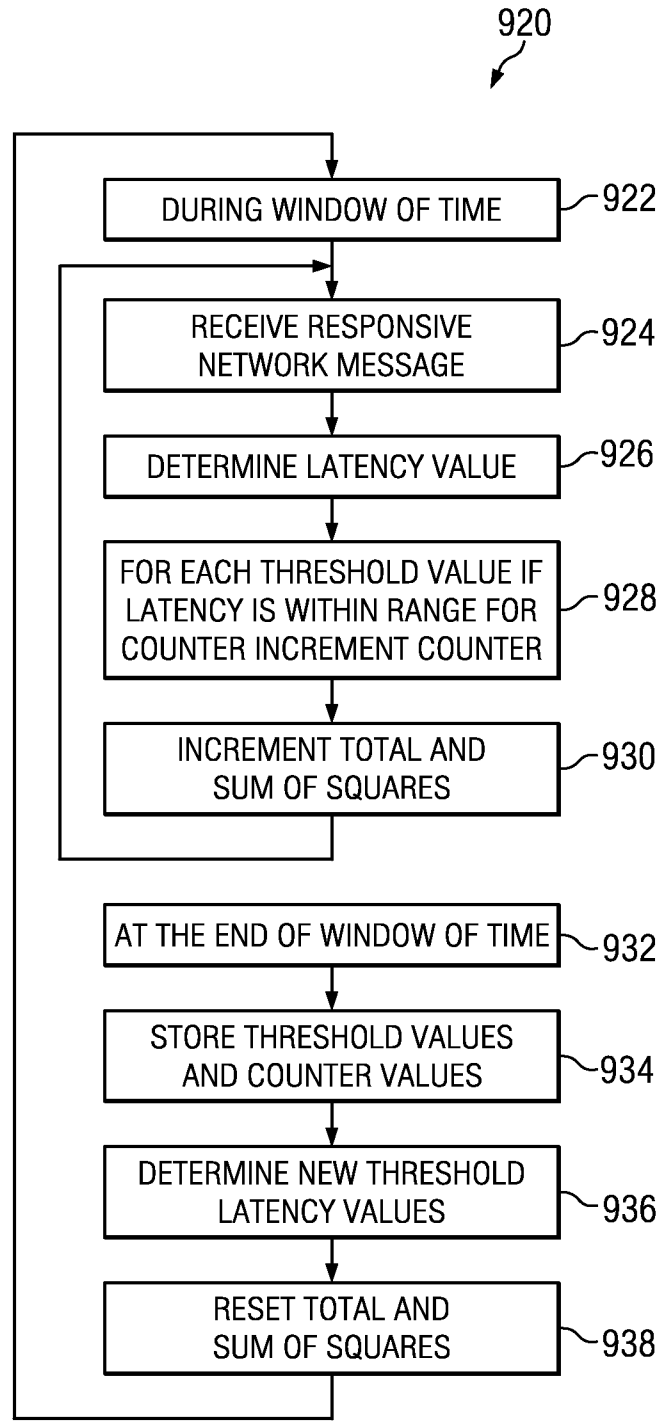 920
DURING WINDOW OF TIME
922
RECEIVE RESPONSIVE
NETWORK MESSAGE
924
DETERMINE LATENCY VALUE
926
FOR EACH THRESHOLD VALUE IF
LATENCY IS WITHIN RANGE FOR
COUNTER INCREMENT COUNTER
928
INCREMENT TOTAL AND
SUM OF SQUARES
930
AT THE END OF WINDOW OF TIME
932
STORE THRESHOLD VALUES
AND COUNTER VALUES
934
DETERMINE NEW THRESHOLD
LATENCY VALUES
936
RESET TOTAL AND
SUM OF SQUARES
938